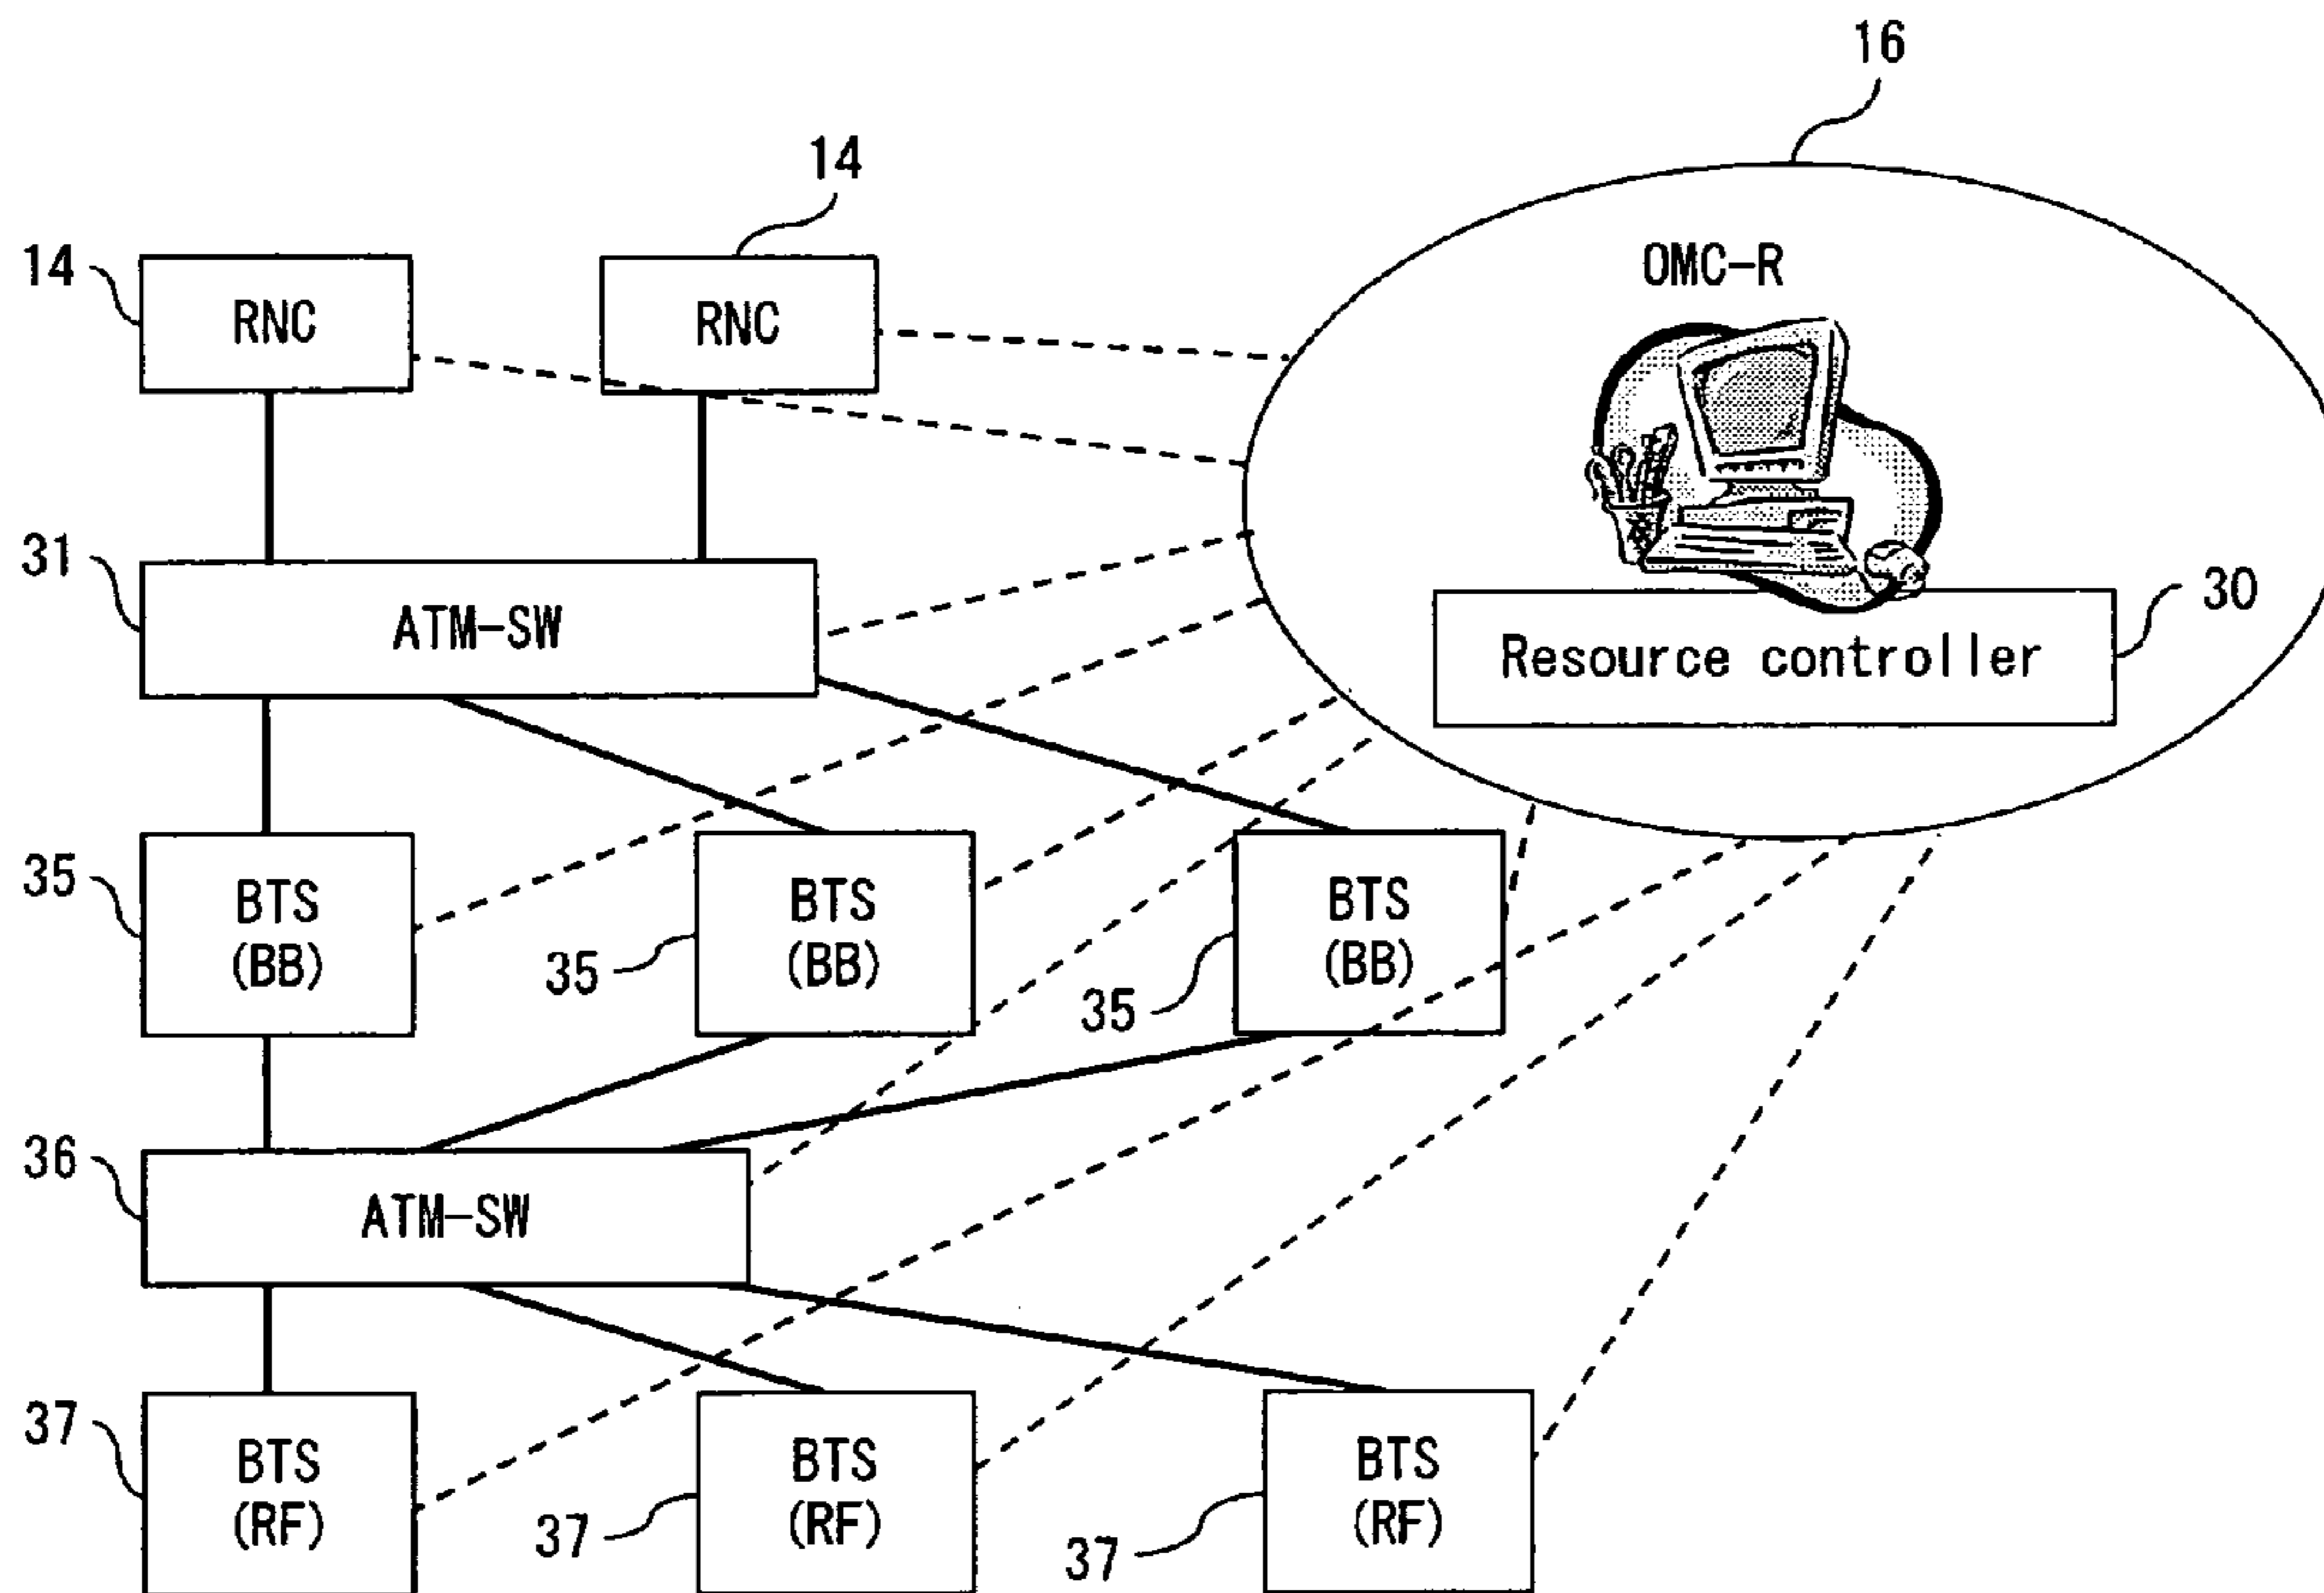 16
14
OMC-R
14
RNC
RNC
31
ATM-SW
30
Resource controller
35
BTS
(BB)
35
BTS
(BB)
35
BTS
(BB)
36
ATM-SW
37
BTS
(RF)
37
BTS
(RF)
37
BTS
(RF)